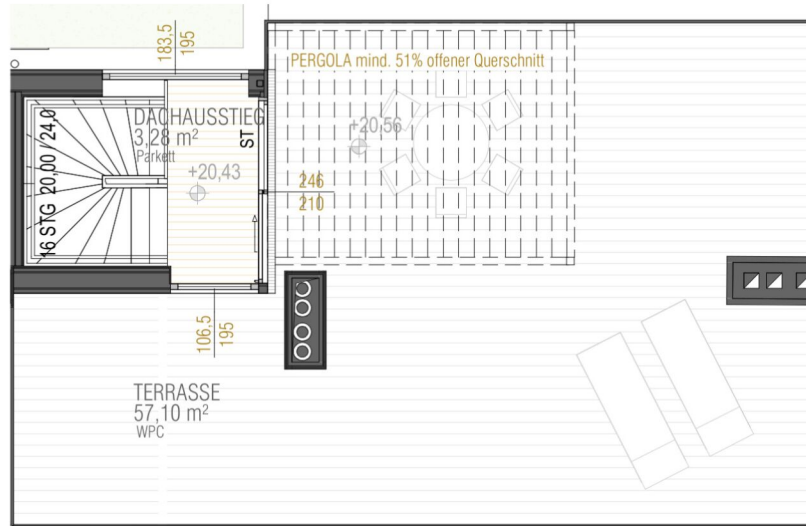 183,5
195
PERGOLA mind. 51% offener Querschnitt
DACHAUSSTIEG
3,28 m²
Parkett
ST
+20,56
+20,43
16 STG 20,00 / 24,0
246
210
106,5
195
TERRASSE
57,10 m²
WPC